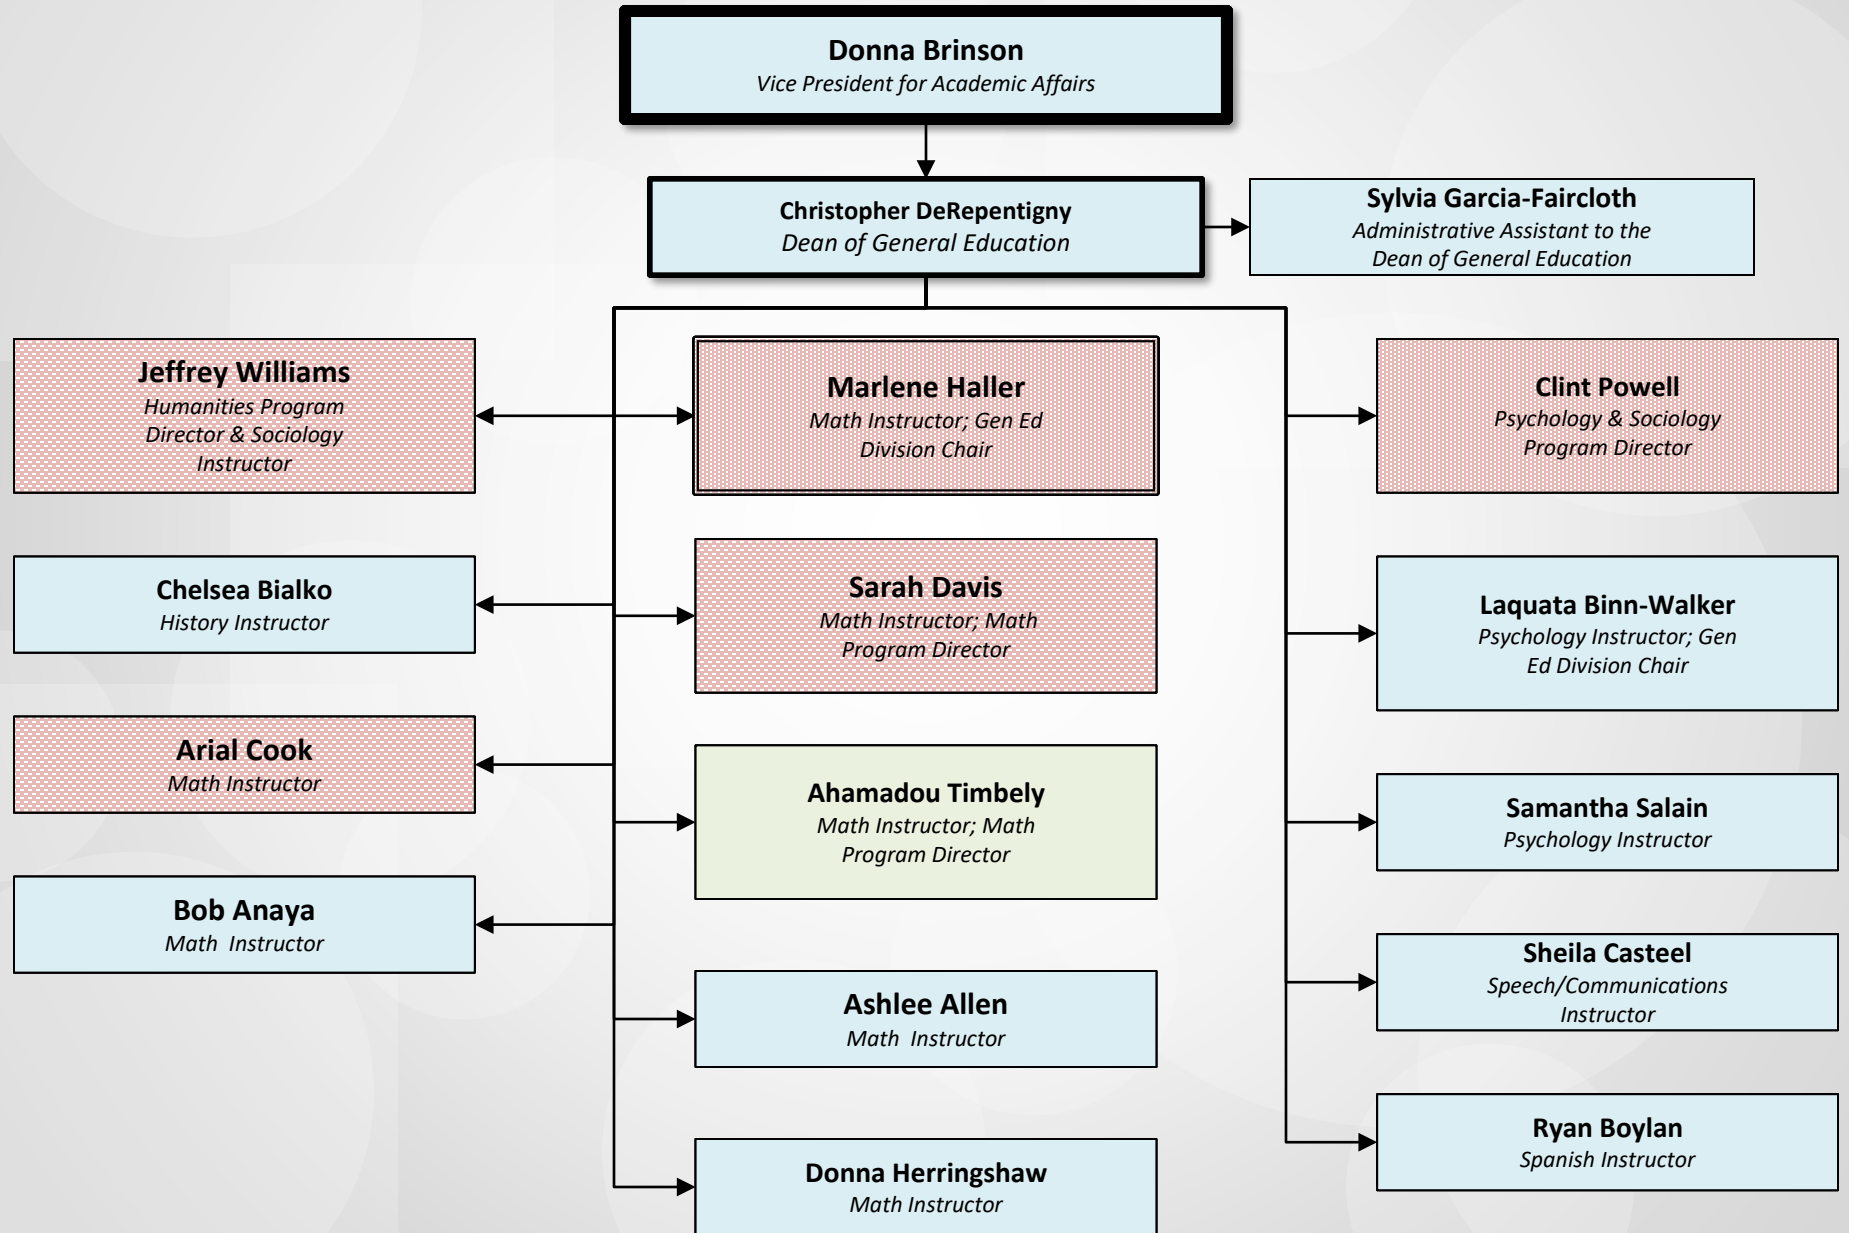 Donna Brinson
Vice President for Academic Affairs
Christopher DeRepentigny
Dean of General Education
Sylvia Garcia-Faircloth
Administrative Assistant to the
Dean of General Education
Jeffrey Williams
Humanities Program
Director & Sociology
Instructor
Marlene Haller
Math Instructor; Gen Ed
Division Chair
Clint Powell
Psychology & Sociology
Program Director
Chelsea Bialko
History Instructor
Sarah Davis
Math Instructor; Math
Program Director
Laquata Binn-Walker
Psychology Instructor; Gen
Ed Division Chair
Arial Cook
Math Instructor
Ahamadou Timbely
Math Instructor; Math
Program Director
Samantha Salain
Psychology Instructor
Bob Anaya
Math  Instructor
Ashlee Allen
Math  Instructor
Sheila Casteel
Speech/Communications
Instructor
Donna Herringshaw
Math Instructor
Ryan Boylan
Spanish Instructor